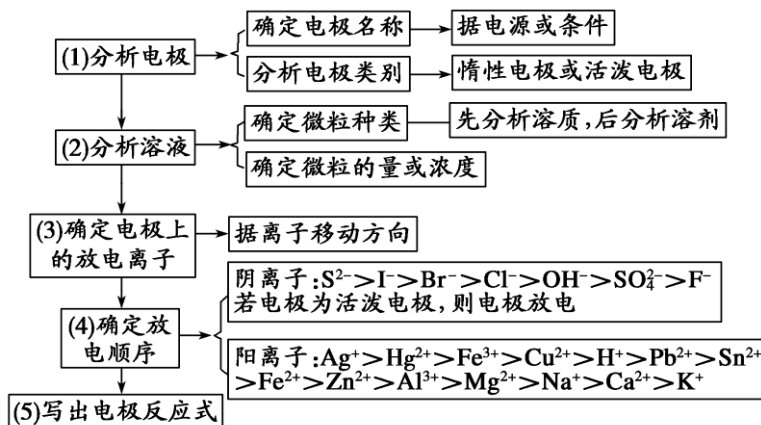 (1)分析电极
确定电极名称
据电源或条件
分析电极类别
惰性电极或活泼电极
(2)分析溶液
确定微粒种类
先分析溶质,后分析溶剂
确定微粒的量或浓度
(3)确定电极上
的放电离子
据离子移动方向
(4)确定放
电顺序
阴离子:S²⁻>I⁻>Br⁻>Cl⁻>OH⁻>SO₄²⁻>F⁻
若电极为活泼电极,则电极放电
阳离子:Ag⁺>Hg²⁺>Fe³⁺>Cu²⁺>H⁺>Pb²⁺>Sn²⁺
>Fe²⁺>Zn²⁺>Al³⁺>Mg²⁺>Na⁺>Ca²⁺>K⁺
(5)写出电极反应式